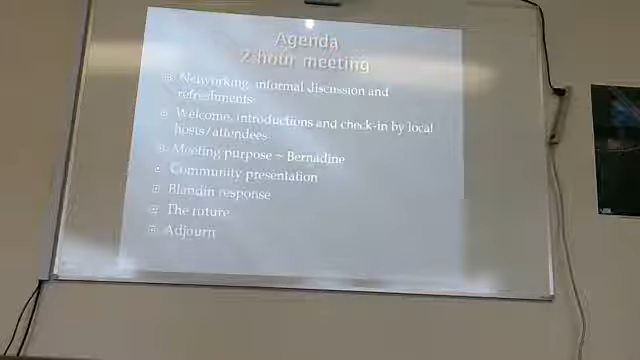 Agenda
2 hour meeting
Networking, informal discussion and
refreshments
Welcome, introductions and check-in by local
hosts/attendees
Meeting purpose – Bernadine
Community presentation
Blandin response
The future
Adjourn